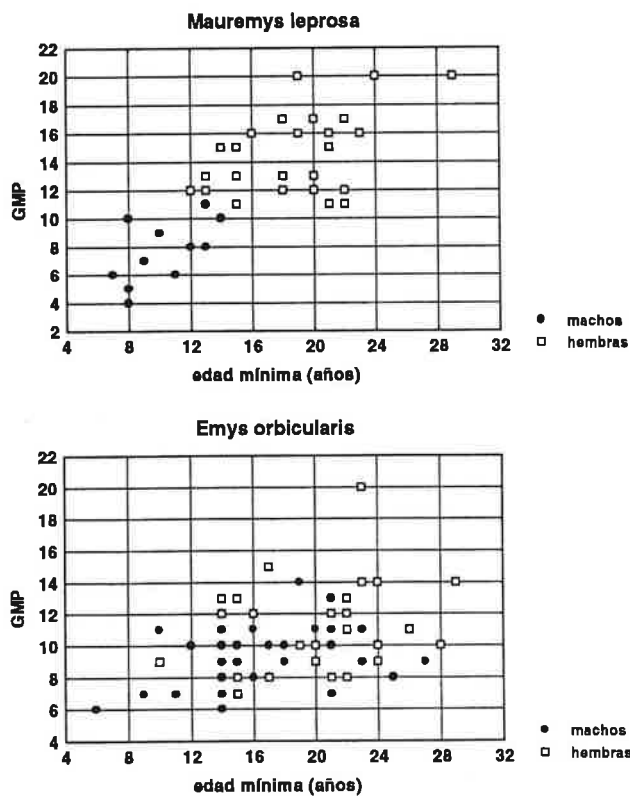 Mauremys leprosa
22
20
18
16
14
12
10
8
6
4
2
GMP
4 8 12 16 20 24 28 32
edad mínima (años)
machos
hembras
Emys orbicularis
22
20
18
16
14
12
10
8
6
4
GMP
4 8 12 16 20 24 28 32
edad mínima (años)
machos
hembras